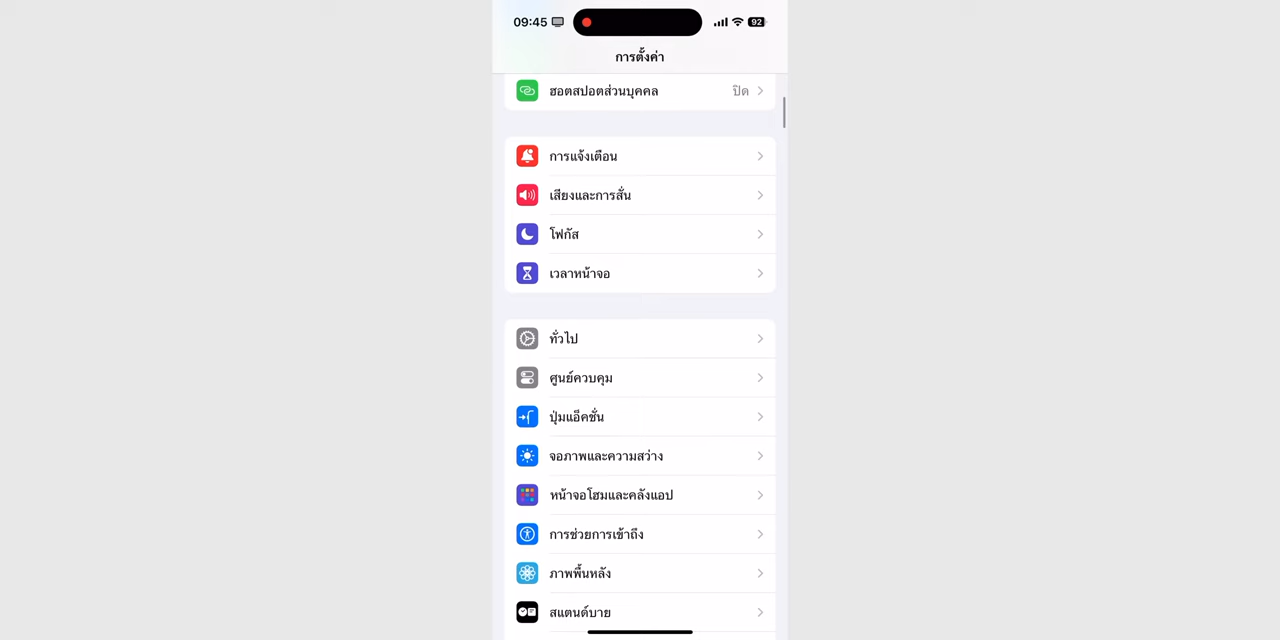 09:45
92
การตั้งค่า
ฮอตสปอตส่วนบุคคล ปิด
การแจ้งเตือน
เสียงและการสั่น
โฟกัส
เวลาหน้าจอ
ทั่วไป
ศูนย์ควบคุม
ปุ่มแอ็คชั่น
จอภาพและความสว่าง
หน้าจอโฮมและคลังแอป
การช่วยการเข้าถึง
ภาพพื้นหลัง
สแตนด์บาย